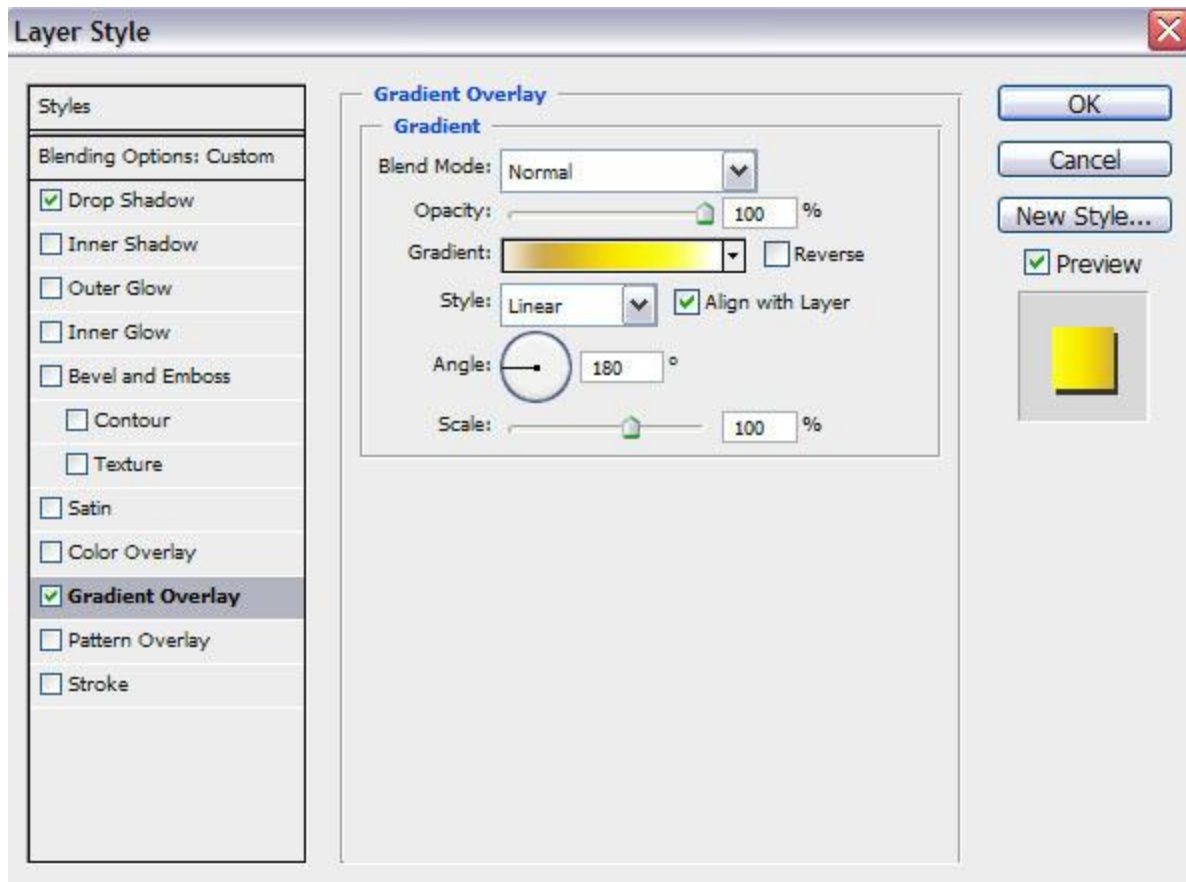 Layer Style
Styles
Blending Options: Custom
Drop Shadow
Inner Shadow
Outer Glow
Inner Glow
Bevel and Emboss
Contour
Texture
Satin
Color Overlay
Gradient Overlay
Pattern Overlay
Stroke
Gradient Overlay
Gradient
Blend Mode: Normal
Opacity: 100 %
Gradient: Reverse
Style: Linear Align with Layer
Angle: 180 °
Scale: 100 %
OK
Cancel
New Style...
Preview